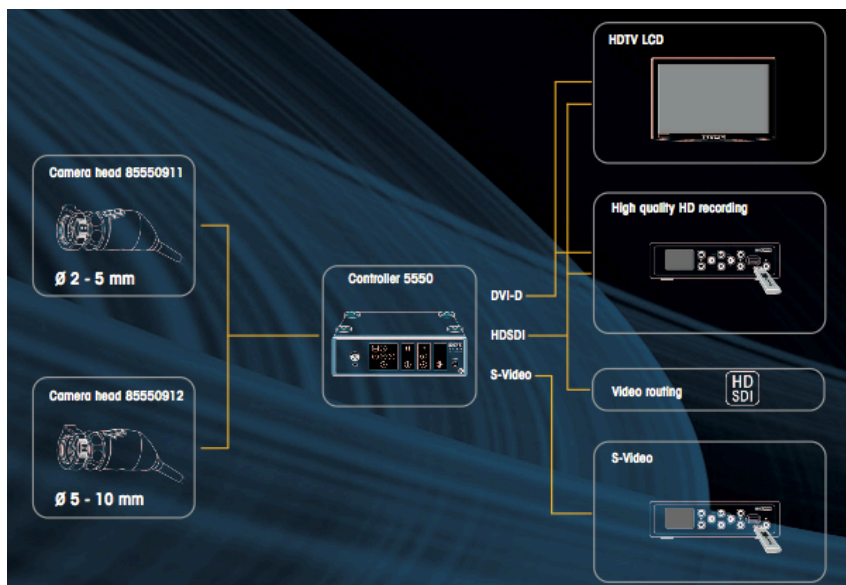 HDTV LCD
Camera head 85550911
Ø 2 - 5 mm
High quality HD recording
Controller 5550
DVI-D
HDSDI
S-Video
Camera head 85550912
Ø 5 - 10 mm
Video routing
HD
SDI
S-Video